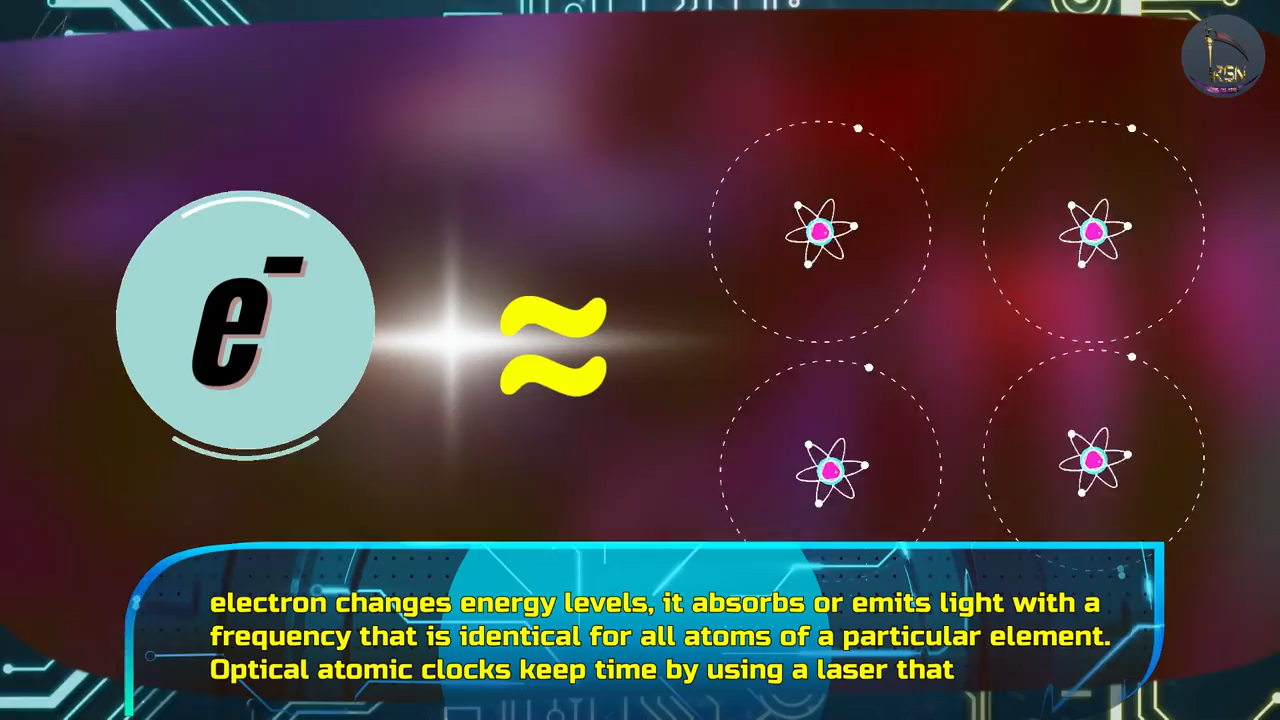 RGN
e-
≈
electron changes energy levels, it absorbs or emits light with a
frequency that is identical for all atoms of a particular element.
Optical atomic clocks keep time by using a laser that